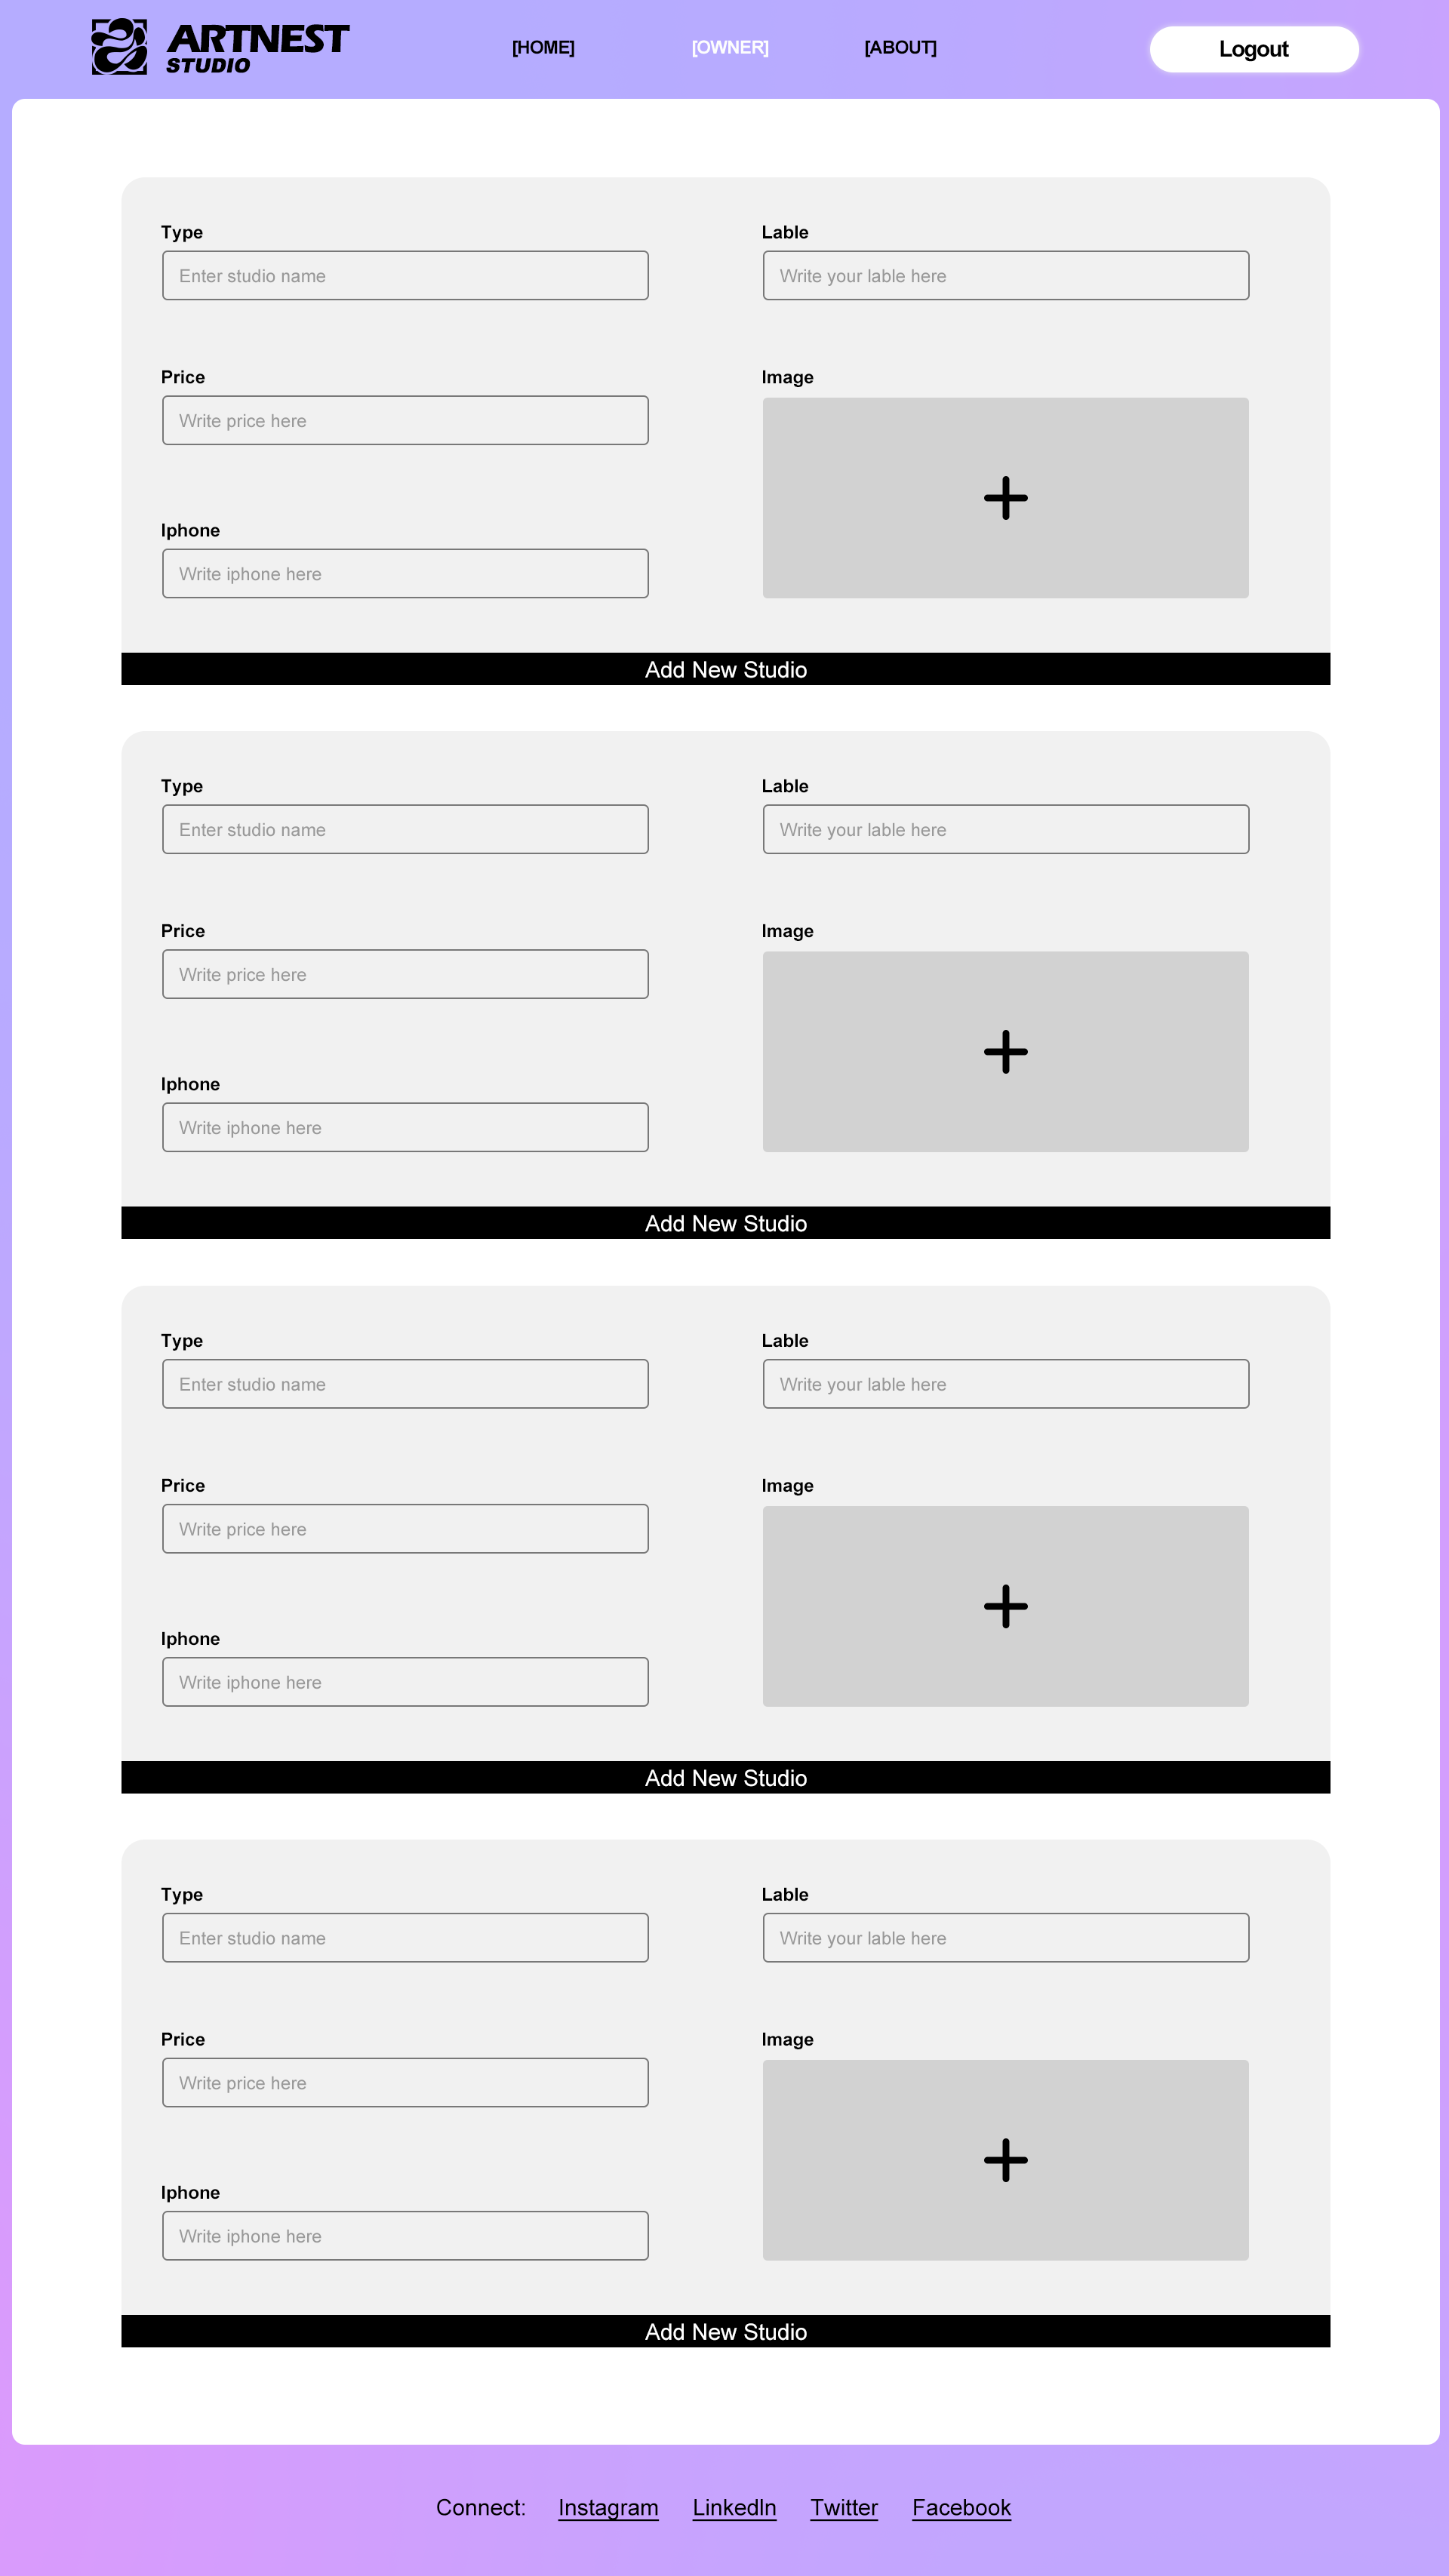 ARTNEST
STUDIO
[HOME] [OWNER] [ABOUT] Logout
Type Lable
Enter studio name Write your lable here
Price Image
Write price here
Iphone
Write iphone here
Add New Studio
Type Lable
Enter studio name Write your lable here
Price Image
Write price here
Iphone
Write iphone here
Add New Studio
Type Lable
Enter studio name Write your lable here
Price Image
Write price here
Iphone
Write iphone here
Add New Studio
Type Lable
Enter studio name Write your lable here
Price Image
Write price here
Iphone
Write iphone here
Add New Studio
Connect: Instagram LinkedIn Twitter Facebook